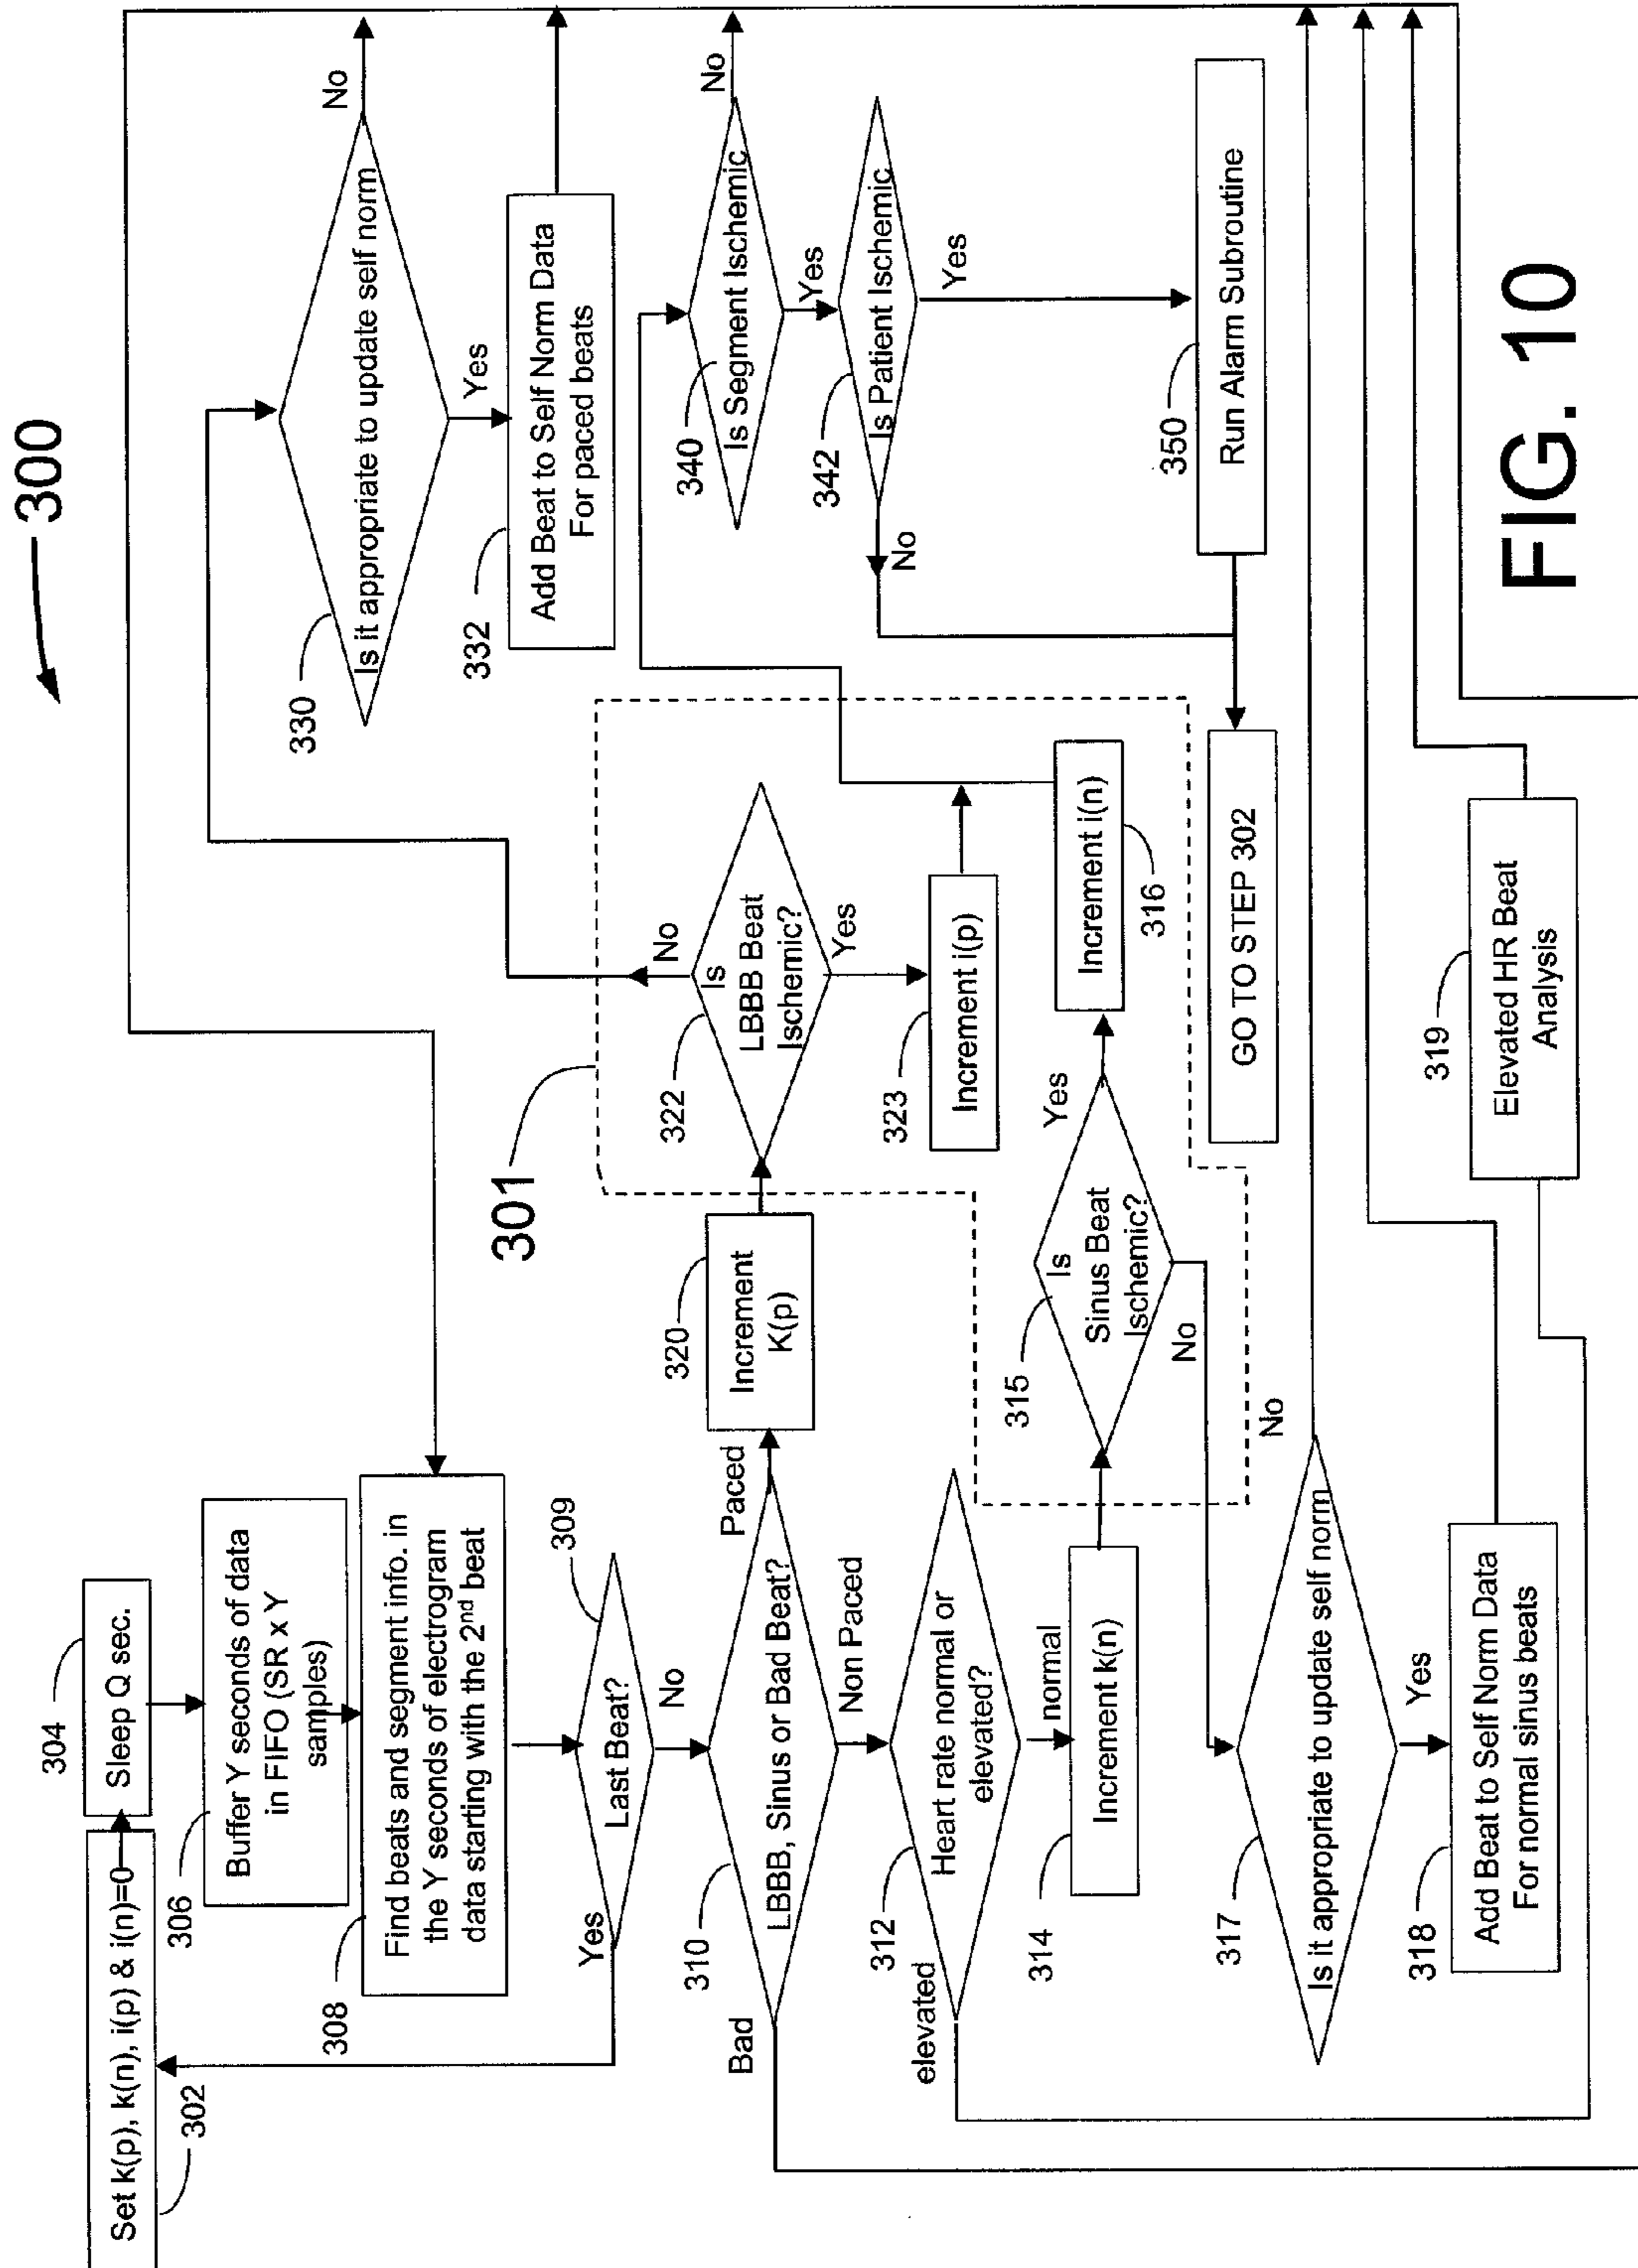 300
304
Sleep Q sec.
Set k(p), k(n), i(p) & i(n)=0
302
306
Buffer Y seconds of data
in FIFO (SR x Y
samples)
308
Find beats and segment info. in
the Y seconds of electrogram
data starting with the 2nd beat
309
Last Beat?
Yes
No
310
LBBB, Sinus or Bad Beat?
Bad
Paced
Non Paced
312
Heart rate normal or
elevated?
elevated
normal
314
Increment k(n)
315
Is
Sinus Beat
Ischemic?
Yes
No
316
Increment i(n)
317
Is it appropriate to update self norm
No
Yes
318
Add Beat to Self Norm Data
For normal sinus beats
319
Elevated HR Beat
Analysis
320
Increment
K(p)
301
322
Is
LBBB Beat
Ischemic?
No
Yes
323
Increment i(p)
330
Is it appropriate to update self norm
No
Yes
332
Add Beat to Self Norm Data
For paced beats
340
Is Segment Ischemic
No
Yes
342
Is Patient Ischemic
No
Yes
350
Run Alarm Subroutine
GO TO STEP 302
FIG. 10